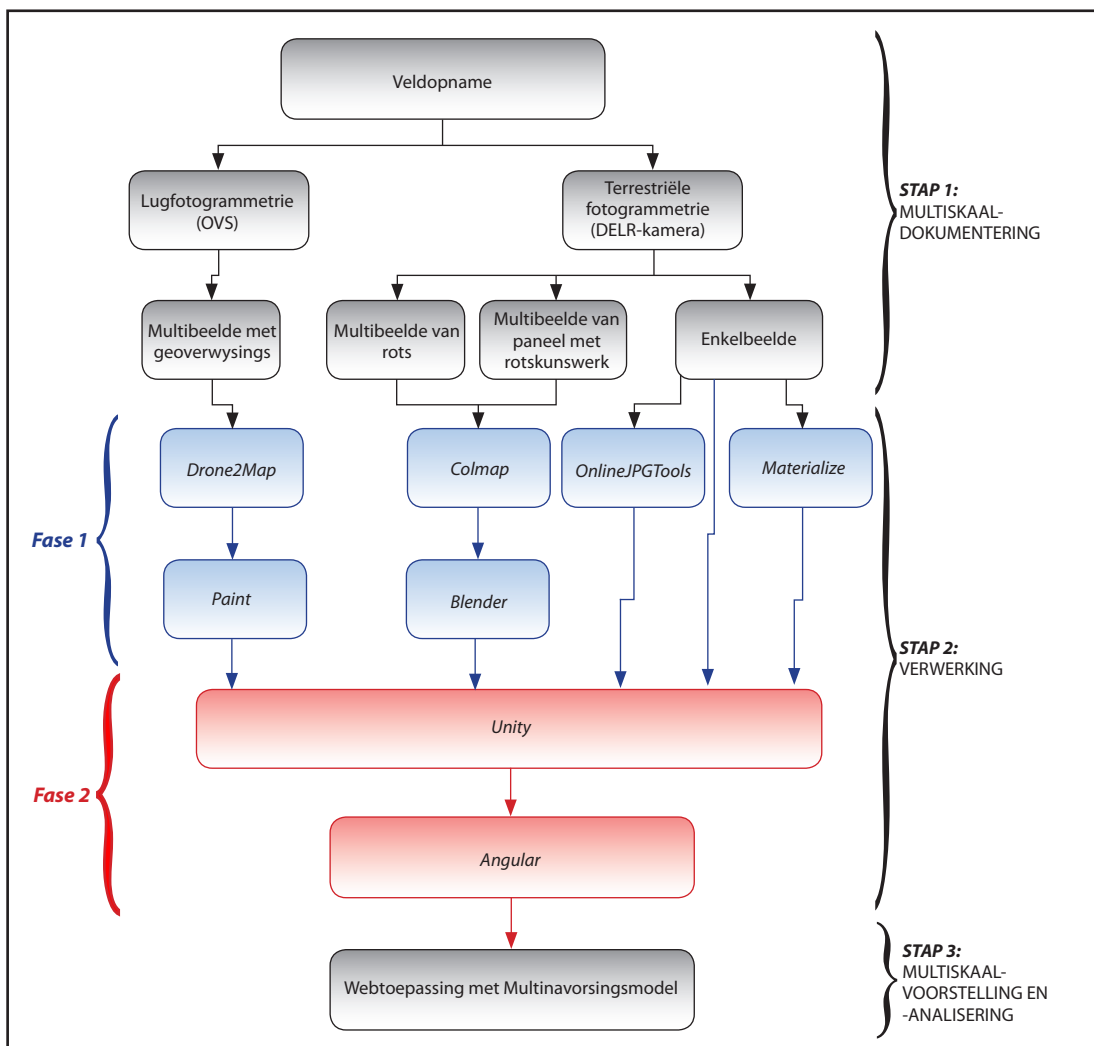 Veldopname
Lugfotogrammetrie
(OVS)
Terrestriële
fotogrammetrie
(DELR-kamera)
STAP 1:
MULTISKAAL-
DOKUMENTERING
Multibeelde met
geoverwysings
Multibeelde van
rots
Multibeelde van
paneel met
rotskunswerk
Enkelbeelde
Fase 1
Drone2Map
Colmap
OnlineJPGTools
Materialize
Paint
Blender
STAP 2:
VERWERKING
Fase 2
Unity
Angular
STAP 3:
MULTISKAAL-
VOORSTELLING EN
-ANALISERING
Webtoepassing met Multinavorsingsmodel